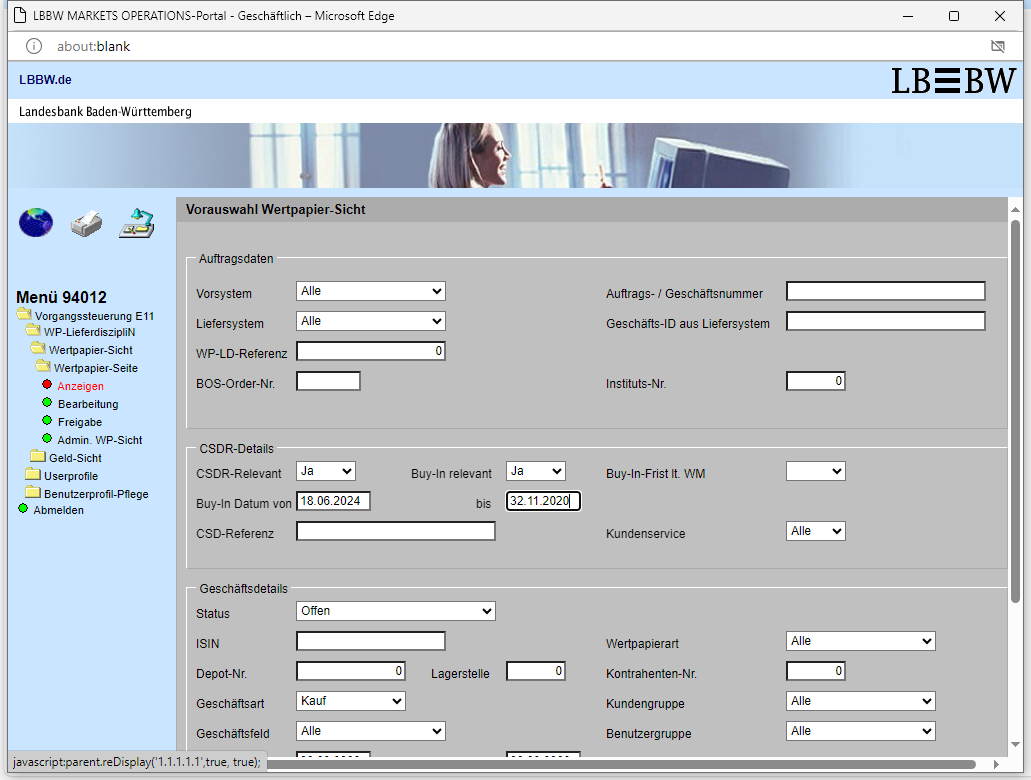 LBBW MARKETS OPERATIONS-Portal - Geschäftlich – Microsoft Edge
about:blank
LBBW.de
LBBW
Landesbank Baden-Württemberg
Vorauswahl Wertpapier-Sicht
Menü 94012
Vorgangssteuerung E11
WP-LieferdiszipliN
Wertpapier-Sicht
Wertpapier-Seite
Anzeigen
Bearbeitung
Freigabe
Admin. WP-Sicht
Geld-Sicht
Userprofile
Benutzerprofil-Pflege
Abmelden
Auftragsdaten
Vorsystem Alle Auftrags- / Geschäftsnummer
Liefersystem Alle Geschäfts-ID aus Liefersystem
WP-LD-Referenz 0
BOS-Order-Nr. Instituts-Nr. 0
CSDR-Details
CSDR-Relevant Ja Buy-In relevant Ja Buy-In-Frist lt. WM
Buy-In Datum von 18.06.2024 bis 32.11.2020
CSD-Referenz Kundenservice Alle
Geschäftsdetails
Status Offen
ISIN Wertpapierart Alle
Depot-Nr. 0 Lagerstelle 0 Kontrahenten-Nr. 0
Geschäftsart Kauf Kundengruppe Alle
Geschäftsfeld Alle Benutzergruppe Alle
javascript:parent.reDisplay('1.1.1.1.1',true, true);